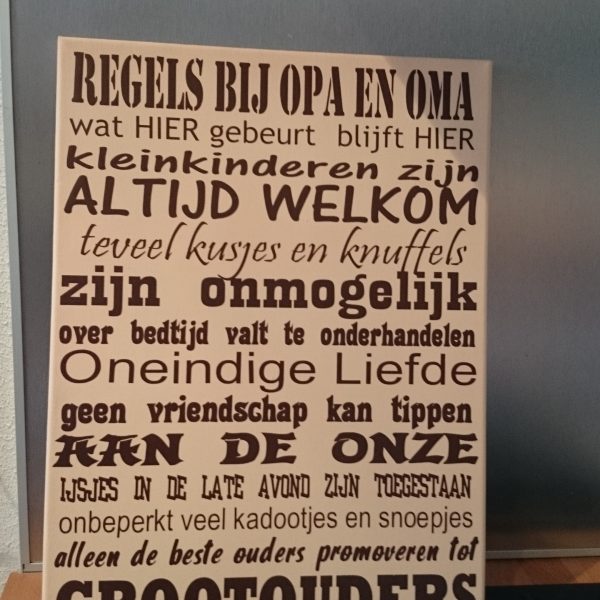 REGELS BIJ OPA EN OMA
wat HIER gebeurt blijft HIER
kleinkinderen zijn
ALTIJD WELKOM
teveel kusjes en knuffels
zijn onmogelijk
over bedtijd valt te onderhandelen
Oneindige Liefde
geen vriendschap kan tippen
AAN DE ONZE
IJSJES IN DE LATE AVOND ZIJN TOEGESTAAN
onbeperkt veel kadootjes en snoepjes
alleen de beste ouders promoveren tot
GROOTOUDERS